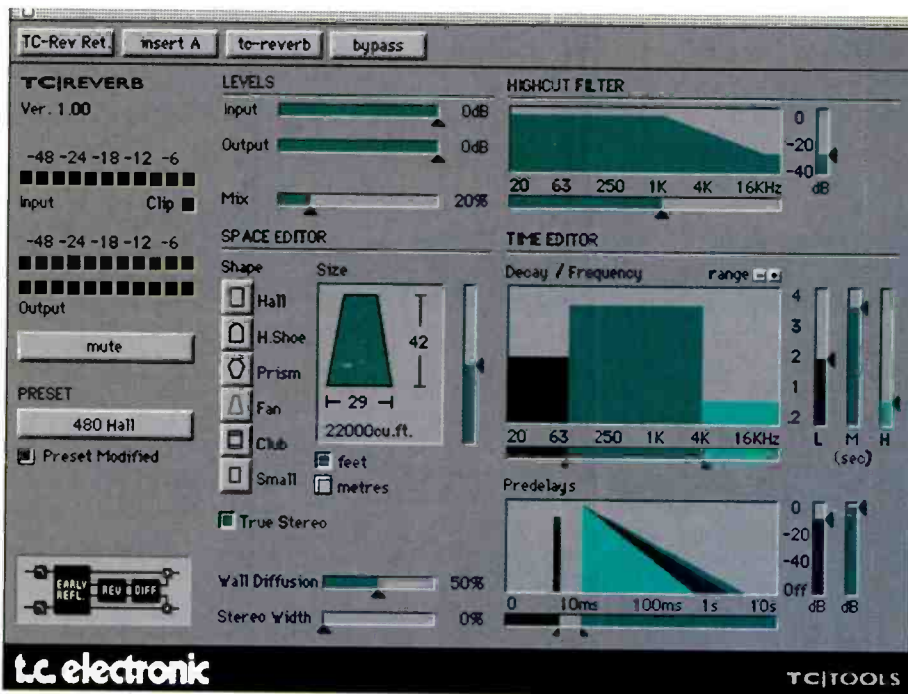 TC-Rev Ret.
insert A
tc-reverb
bypass
TC|REVERB
Ver. 1.00
-48 -24 -18 -12 -6
Input
Clip
-48 -24 -18 -12 -6
Output
mute
PRESET
480 Hall
Preset Modified
EARLY REFL.
REV
DIFF
LEVELS
Input 0dB
Output 0dB
Mix 20%
SPACE EDITOR
Shape
Size
Hall
H.Shoe
Prism
Fan
Club
Small
42
29
22000cu.ft.
feet
metres
True Stereo
Wall Diffusion 50%
Stereo Width 0%
HIGHCUT FILTER
0
-20
-40
dB
20 63 250 1K 4K 16KHz
TIME EDITOR
Decay / Frequency
range
4
3
2
1
.2
20 63 250 1K 4K 16KHz
L M H
(sec)
Predelays
0
-20
-40
Off
0 10ms 100ms 1s 10s
dB dB
t.c. electronic
TC|TOOLS